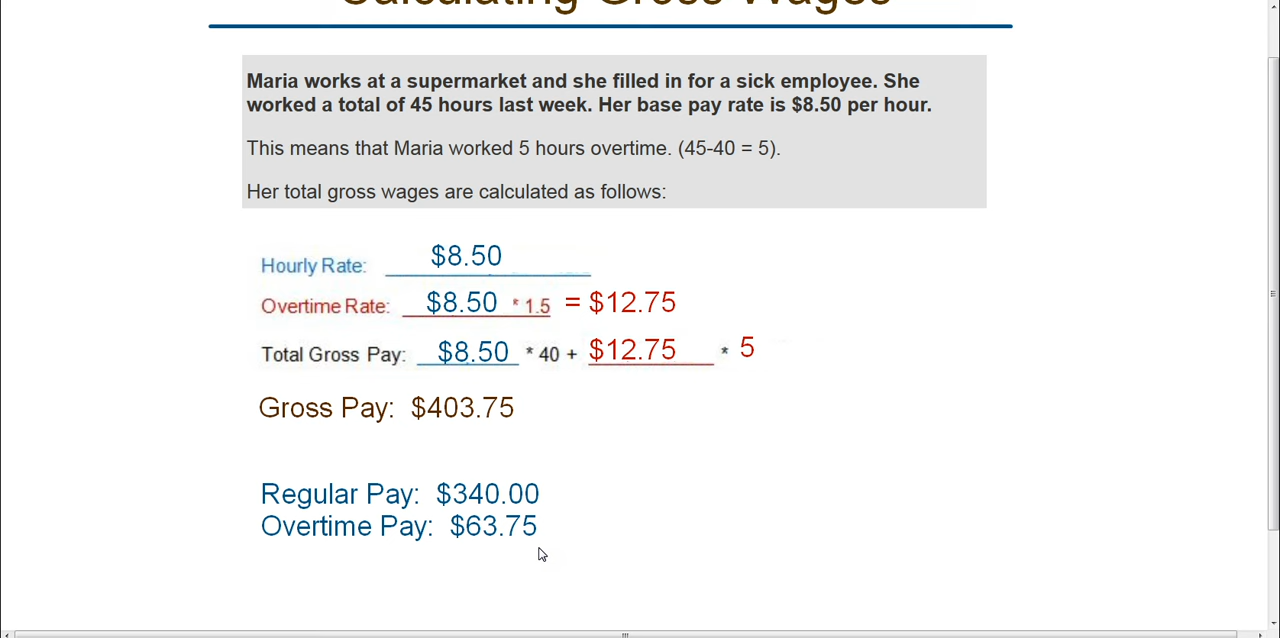 Calculating Gross Wages
Maria works at a supermarket and she filled in for a sick employee. She
worked a total of 45 hours last week. Her base pay rate is $8.50 per hour.
This means that Maria worked 5 hours overtime. (45-40 = 5).
Her total gross wages are calculated as follows:
Hourly Rate: $8.50
Overtime Rate: $8.50 * 1.5 = $12.75
Total Gross Pay: $8.50 * 40 + $12.75 * 5
Gross Pay: $403.75
Regular Pay: $340.00
Overtime Pay: $63.75